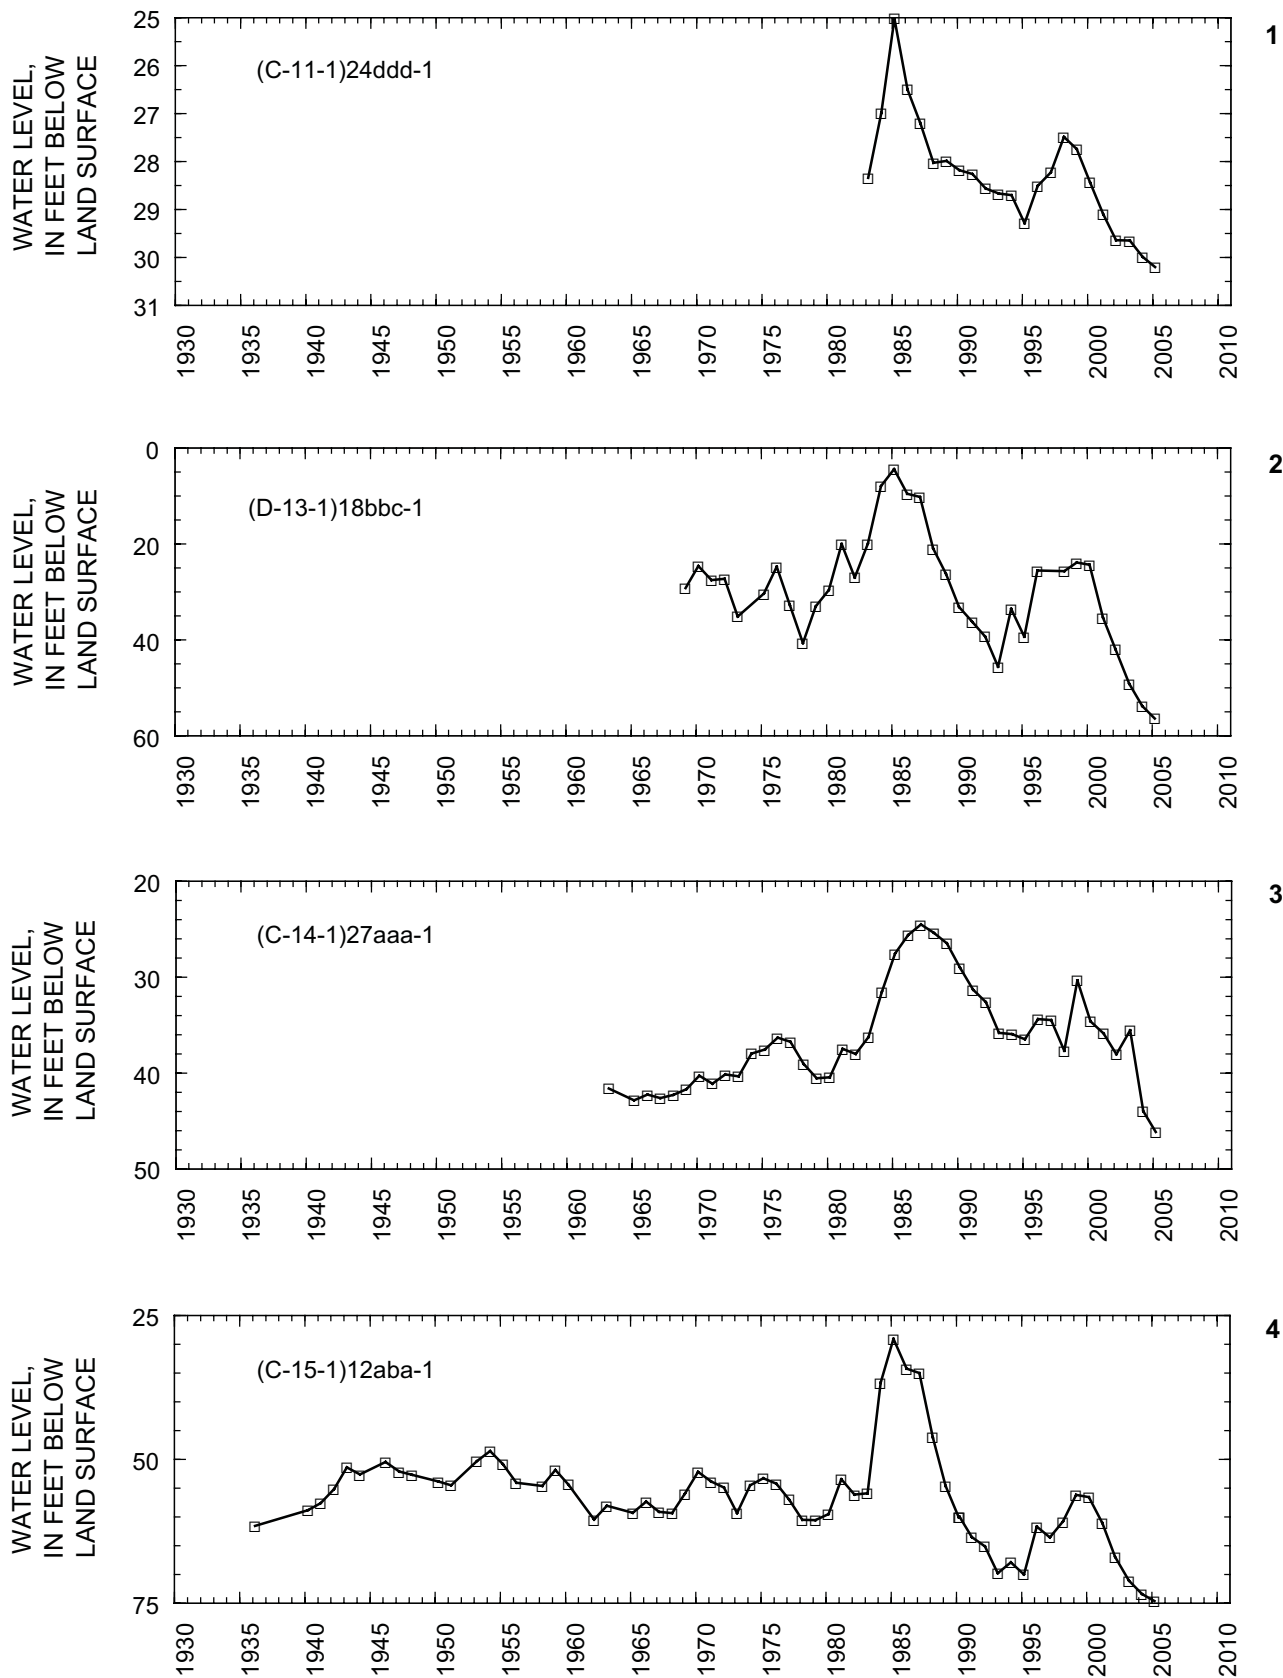 1
WATER LEVEL,
IN FEET BELOW
LAND SURFACE
(C-11-1)24ddd-1
25
26
27
28
29
30
31
1930 1935 1940 1945 1950 1955 1960 1965 1970 1975 1980 1985 1990 1995 2000 2005 2010
2
WATER LEVEL,
IN FEET BELOW
LAND SURFACE
(D-13-1)18bbc-1
0
20
40
60
1930 1935 1940 1945 1950 1955 1960 1965 1970 1975 1980 1985 1990 1995 2000 2005 2010
3
WATER LEVEL,
IN FEET BELOW
LAND SURFACE
(C-14-1)27aaa-1
20
30
40
50
1930 1935 1940 1945 1950 1955 1960 1965 1970 1975 1980 1985 1990 1995 2000 2005 2010
4
WATER LEVEL,
IN FEET BELOW
LAND SURFACE
(C-15-1)12aba-1
25
50
75
1930 1935 1940 1945 1950 1955 1960 1965 1970 1975 1980 1985 1990 1995 2000 2005 2010